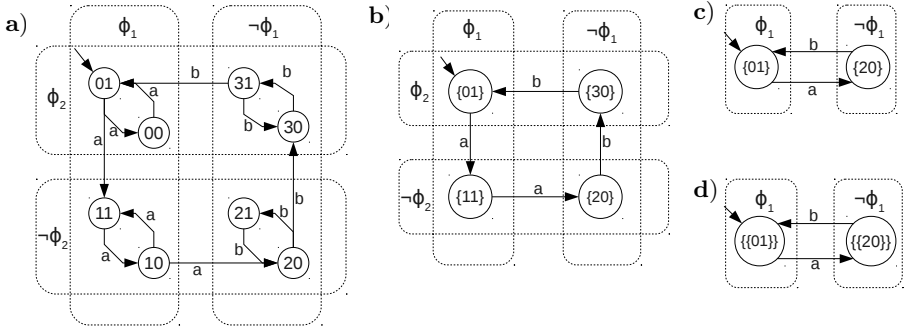 a)
ϕ₁
¬ϕ₁
ϕ₂
01
b
31
b
a
a
00
b
30
a
¬ϕ₂
11
a
a
10
a
21
b
b
20
b
b)
ϕ₁
¬ϕ₁
ϕ₂
{01}
b
{30}
a
b
¬ϕ₂
{11}
a
{20}
c)
ϕ₁
¬ϕ₁
{01}
b
a
{20}
d)
ϕ₁
¬ϕ₁
{{01}}
b
a
{{20}}